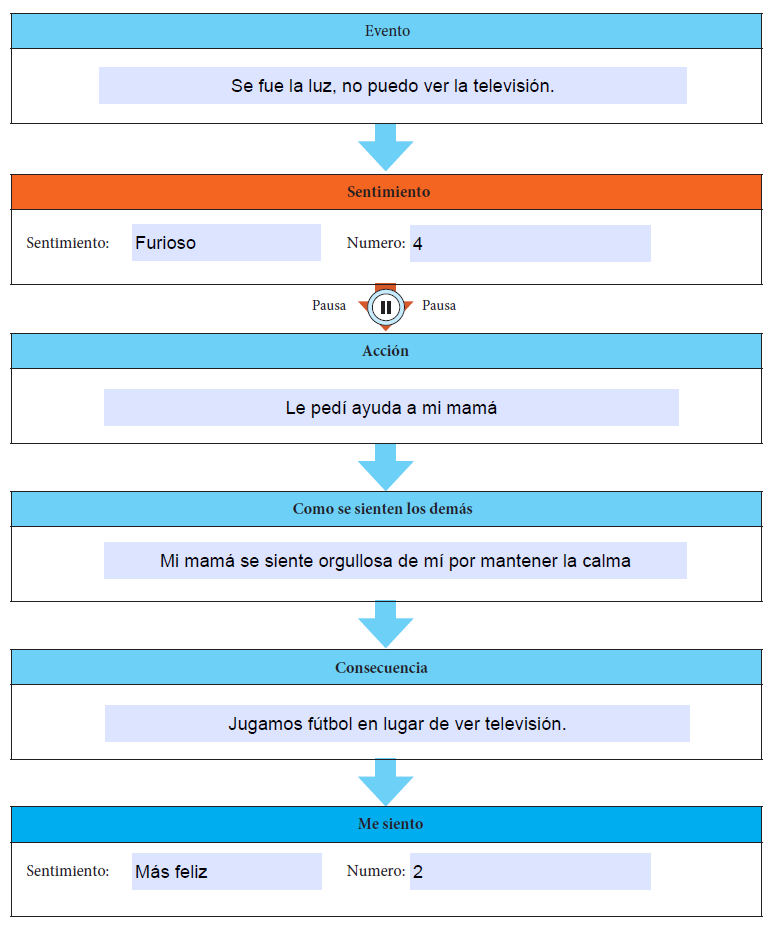 Evento
Se fue la luz, no puedo ver la televisión.
Sentimiento
Sentimiento: Furioso Numero: 4
Pausa Pausa
Acción
Le pedí ayuda a mi mamá
Como se sienten los demás
Mi mamá se siente orgullosa de mí por mantener la calma
Consecuencia
Jugamos fútbol en lugar de ver televisión.
Me siento
Sentimiento: Más feliz Numero: 2